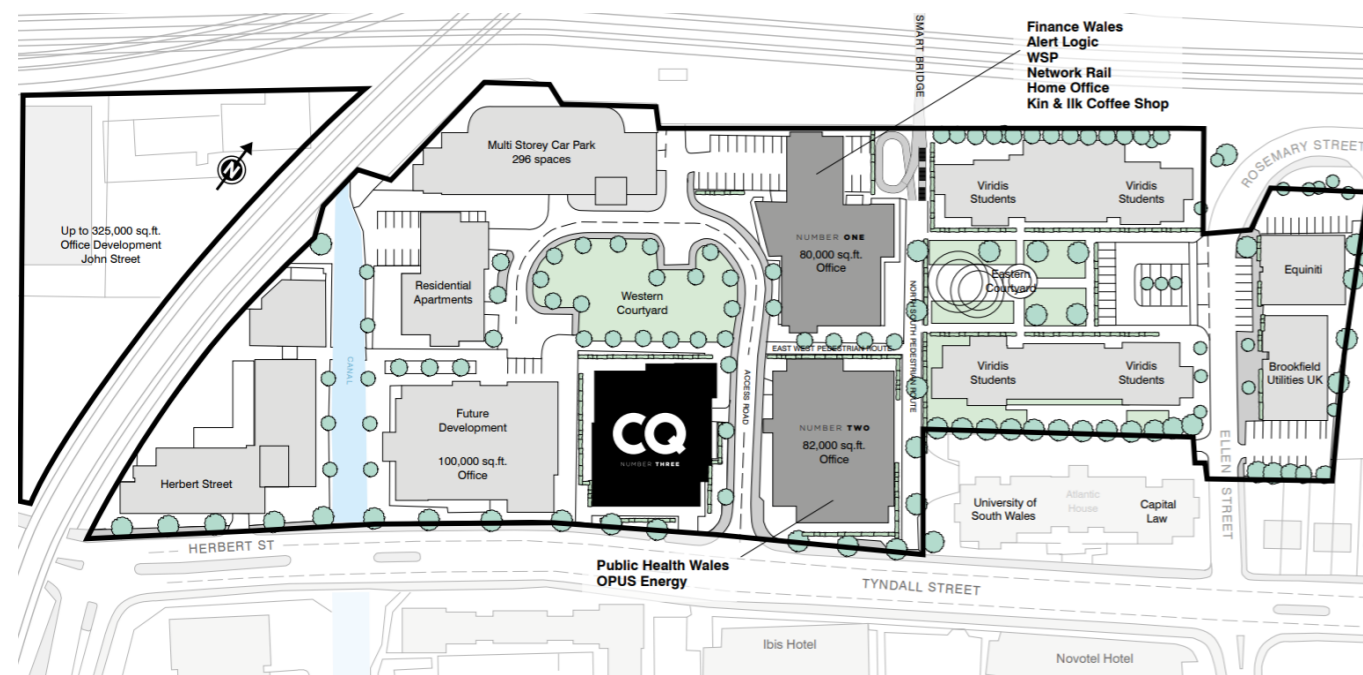 SMART BRIDGE
Finance Wales
Alert Logic
WSP
Network Rail
Home Office
Kin & Ilk Coffee Shop
ROSEMARY STREET
Multi Storey Car Park
296 spaces
N
Viridis
Students
Viridis
Students
Up to 325,000 sq.ft.
Office Development
John Street
NUMBER ONE
80,000 sq.ft.
Office
Equiniti
Residential
Apartments
Western
Courtyard
Eastern
Courtyard
NORTH SOUTH PEDESTRIAN ROUTE
EAST WEST PEDESTRIAN ROUTE
CANAL
ACCESS ROAD
Viridis
Students
Viridis
Students
Brookfield
Utilities UK
Future
Development
100,000 sq.ft.
Office
CQ
NUMBER THREE
NUMBER TWO
82,000 sq.ft.
Office
ELLEN STREET
Herbert Street
University of
South Wales
Atlantic
House
Capital
Law
HERBERT ST
Public Health Wales
OPUS Energy
TYNDALL STREET
Ibis Hotel
Novotel Hotel